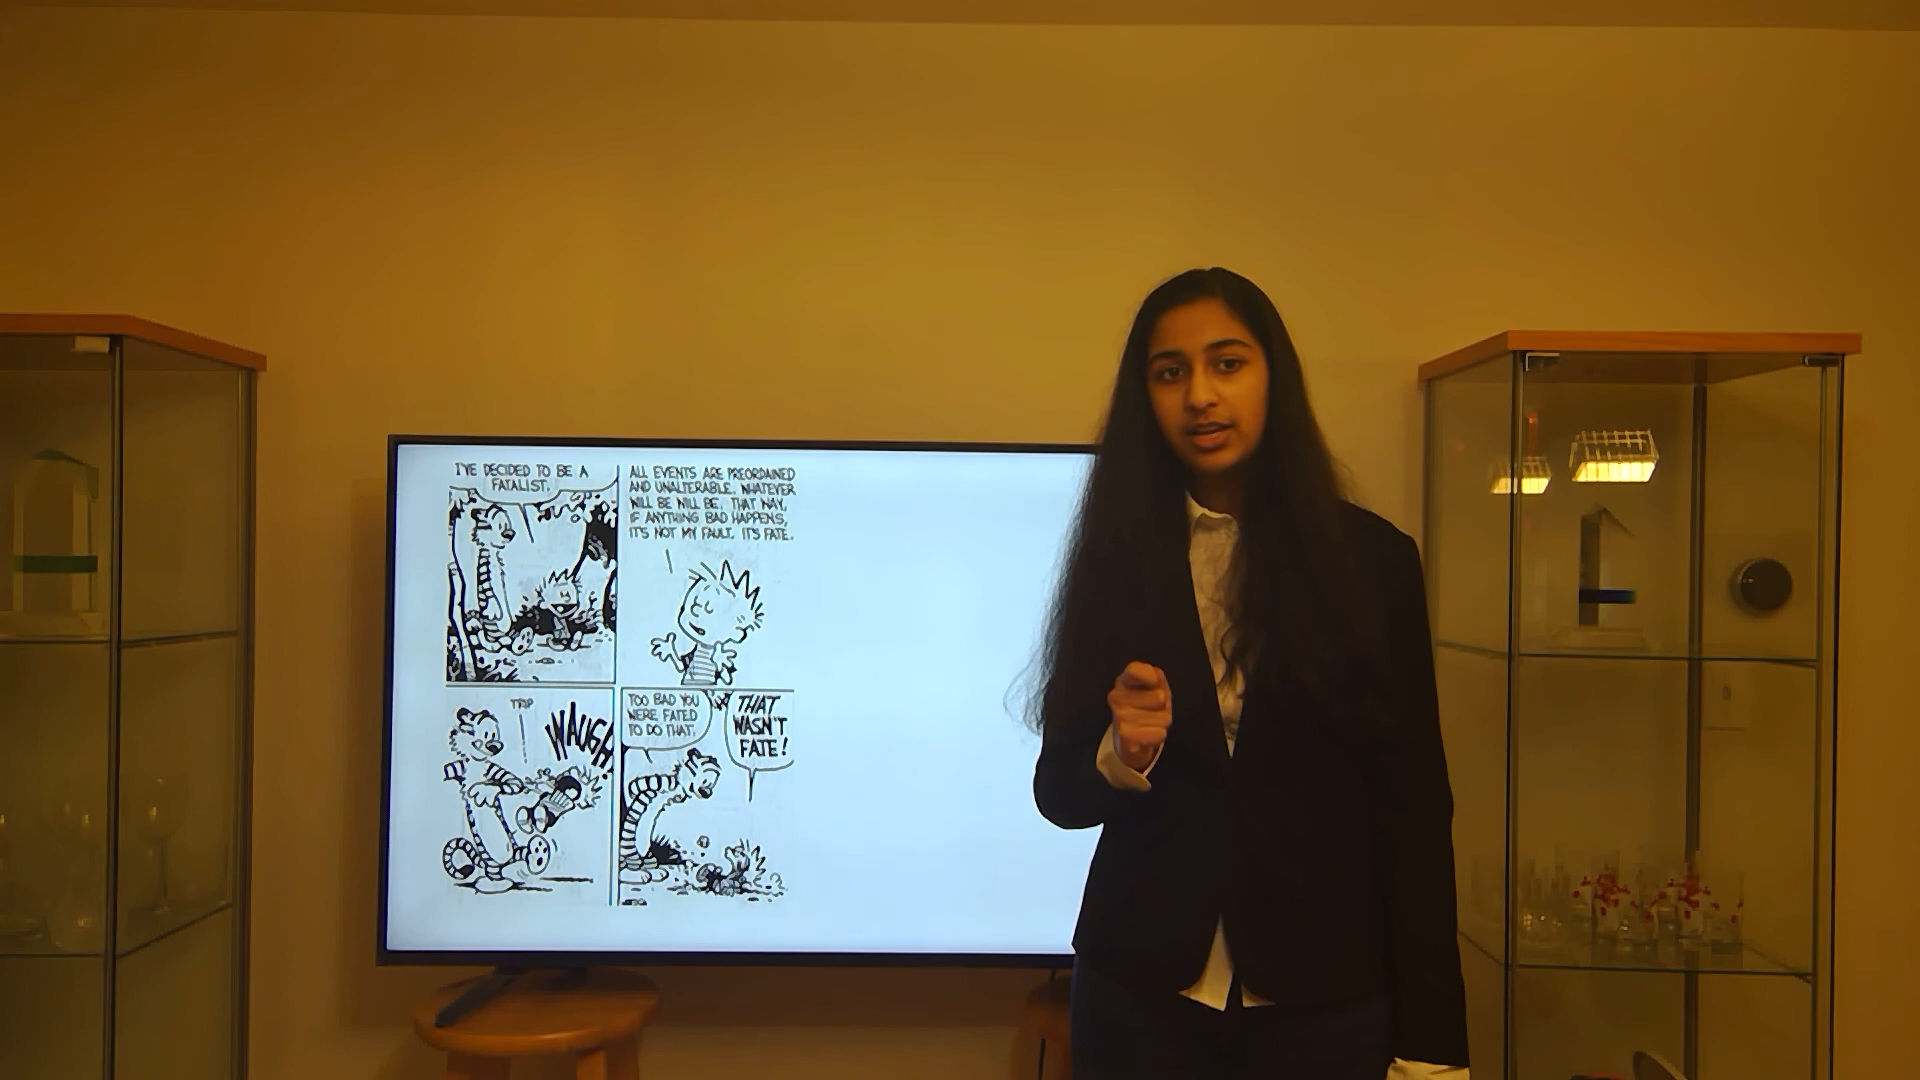 I'VE DECIDED TO BE A
FATALIST.
ALL EVENTS ARE PREORDAINED
AND UNALTERABLE. WHATEVER
WILL BE WILL BE. THAT WAY,
IF ANYTHING BAD HAPPENS,
IT'S NOT MY FAULT. IT'S FATE.
TRIP
WAUGH!
TOO BAD YOU
WERE FATED
TO DO THAT.
THAT
WASN'T
FATE!